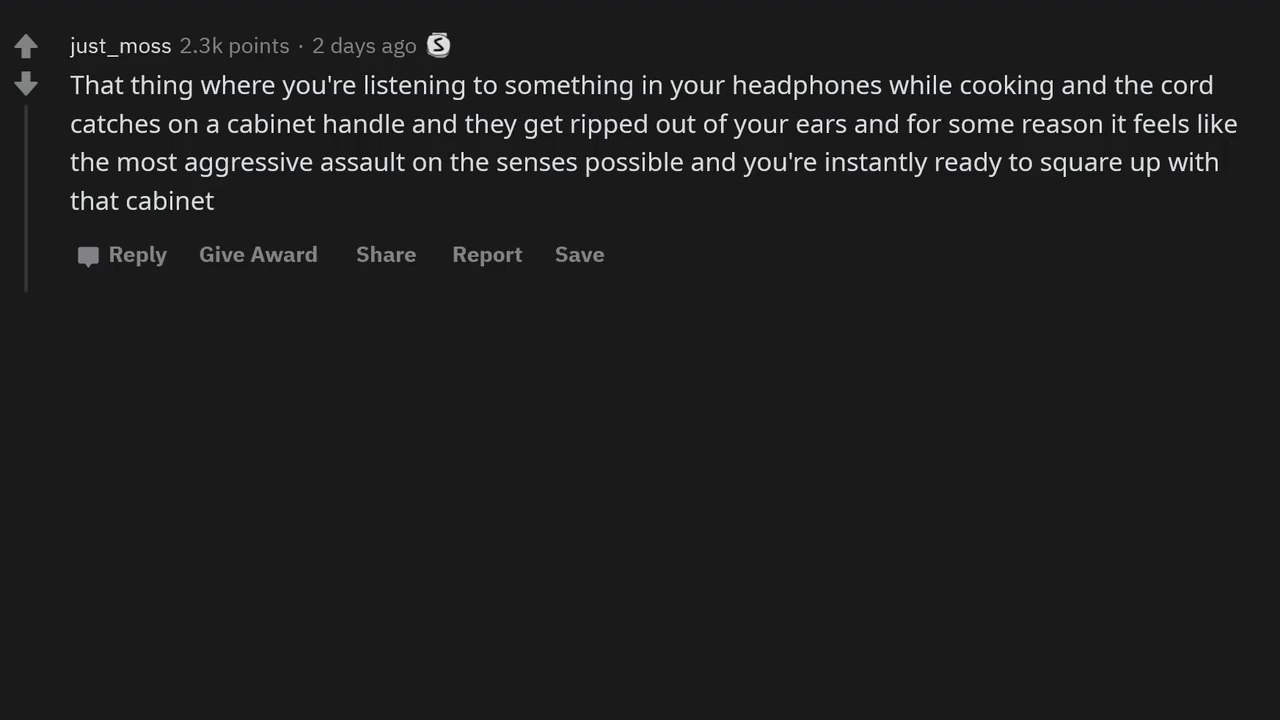 just_moss 2.3k points · 2 days ago S
That thing where you're listening to something in your headphones while cooking and the cord
catches on a cabinet handle and they get ripped out of your ears and for some reason it feels like
the most aggressive assault on the senses possible and you're instantly ready to square up with
that cabinet
Reply Give Award Share Report Save